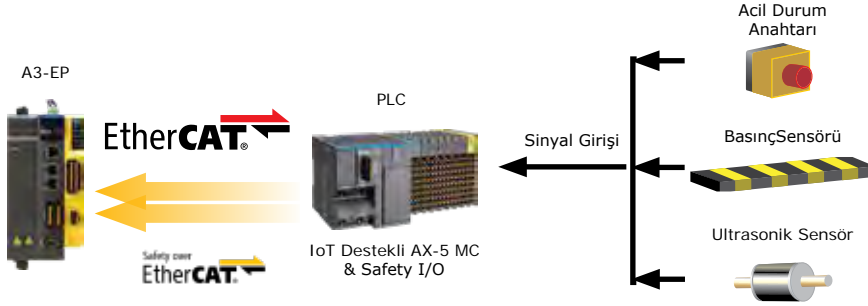 Acil Durum
Anahtarı
A3-EP
PLC
EtherCAT®
Sinyal Girişi
BasınçSensörü
Safety over
EtherCAT®
IoT Destekli AX-5 MC
& Safety I/O
Ultrasonik Sensör